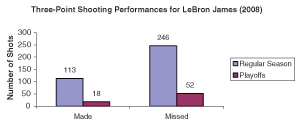 Three-Point Shooting Performances for LeBron James (2008)
Number of Shots
300
250
200
150
100
50
0
113
18
246
52
Made
Missed
Regular Season
Playoffs